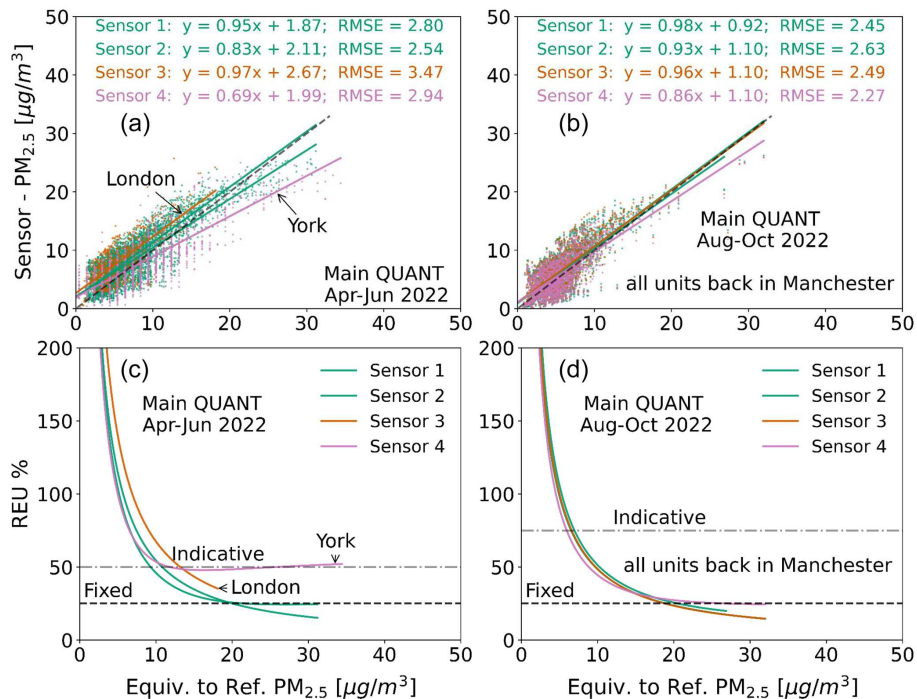 Sensor 1: y = 0.95x + 1.87; RMSE = 2.80
Sensor 2: y = 0.83x + 2.11; RMSE = 2.54
Sensor 3: y = 0.97x + 2.67; RMSE = 3.47
Sensor 4: y = 0.69x + 1.99; RMSE = 2.94
(a)
London
York
Main QUANT
Apr-Jun 2022
Sensor - PM2.5 [μg/m³]
50
40
30
20
10
0
0 10 20 30 40 50
Sensor 1: y = 0.98x + 0.92; RMSE = 2.45
Sensor 2: y = 0.93x + 1.10; RMSE = 2.63
Sensor 3: y = 0.96x + 1.10; RMSE = 2.49
Sensor 4: y = 0.86x + 1.10; RMSE = 2.27
(b)
Main QUANT
Aug-Oct 2022
all units back in Manchester
50
40
30
20
10
0
0 10 20 30 40 50
(c)
Main QUANT
Apr-Jun 2022
Sensor 1
Sensor 2
Sensor 3
Sensor 4
Indicative
York
London
Fixed
REU %
200
150
100
50
0
0 10 20 30 40 50
Equiv. to Ref. PM2.5 [μg/m³]
(d)
Main QUANT
Aug-Oct 2022
Sensor 1
Sensor 2
Sensor 3
Sensor 4
Indicative
all units back in Manchester
Fixed
200
150
100
50
0
0 10 20 30 40 50
Equiv. to Ref. PM2.5 [μg/m³]